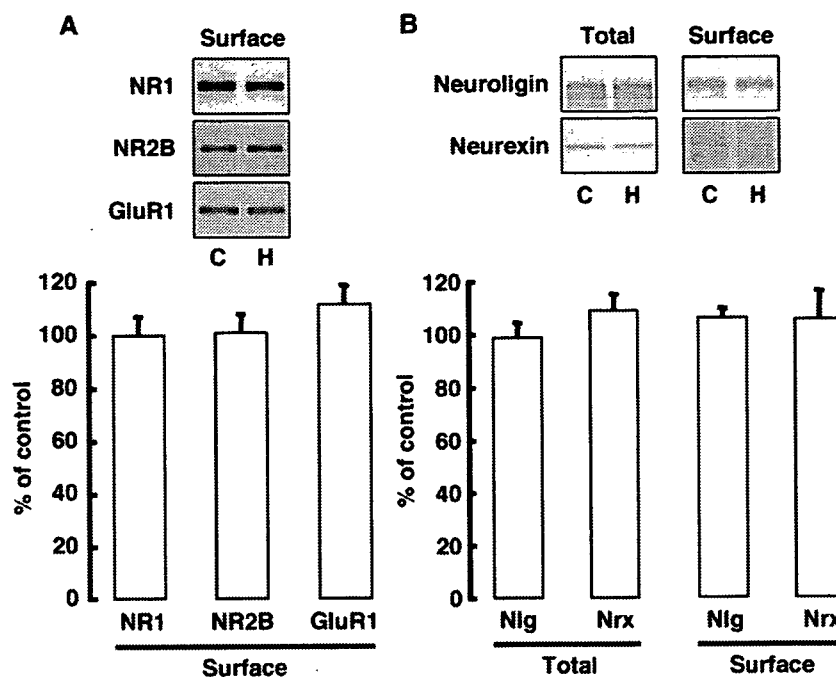 A
Surface
NR1
NR2B
GluR1
C H
120
100
80
60
40
20
0
% of control
NR1 NR2B GluR1
Surface
B
Total Surface
Neuroligin
Neurexin
C H C H
120
100
80
60
40
20
0
% of control
Nlg Nrx Nlg Nrx
Total Surface